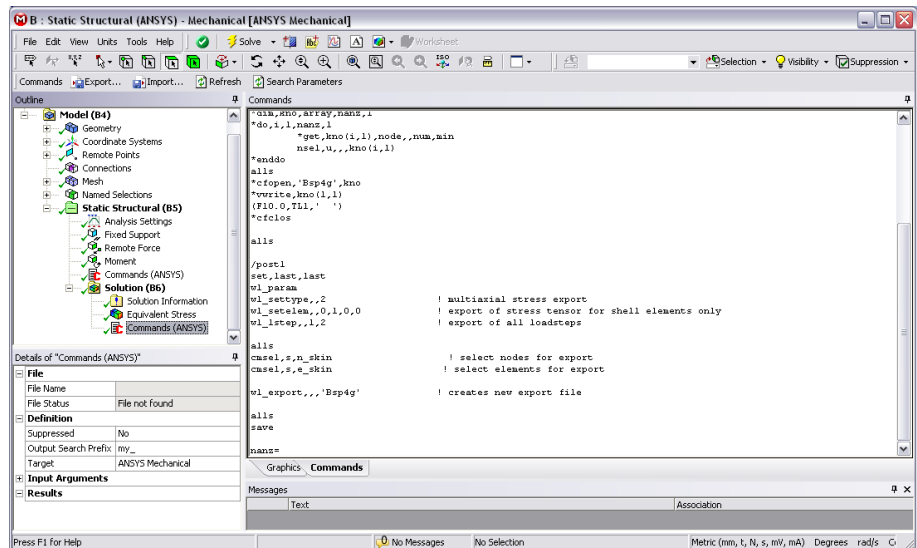 B : Static Structural (ANSYS) - Mechanical [ANSYS Mechanical]
File Edit View Units Tools Help Solve Worksheet
Selection Visibility Suppression
Commands Export... Import... Refresh Search Parameters
Outline
Model (B4)
Geometry
Coordinate Systems
Remote Points
Connections
Mesh
Named Selections
Static Structural (B5)
Analysis Settings
Fixed Support
Remote Force
Moment
Commands (ANSYS)
Solution (B6)
Solution Information
Equivalent Stress
Commands (ANSYS)
Details of "Commands (ANSYS)"
File
File Name
File Status File not found
Definition
Suppressed No
Output Search Prefix my_
Target ANSYS Mechanical
Input Arguments
Results
Commands
*dim,kno,array,nanz,1
*do,i,1,nanz,1
*get,kno(i,1),node,,num,min
nsel,u,,,kno(i,1)
*enddo
alls
*cfopen,'Bsp4g',kno
*vwrite,kno(1,1)
(F10.0,TL1,' ')
*cfclos
alls
/post1
set,last,last
wl_param
wl_settype,,2 ! multiaxial stress export
wl_setelem,,0,1,0,0 ! export of stress tensor for shell elements only
wl_lstep,,1,2 ! export of all loadsteps
alls
cmsel,s,n_skin ! select nodes for export
cmsel,s,e_skin ! select elements for export
wl_export,,,'Bsp4g' ! creates new export file
alls
save
nanz=
Graphics Commands
Messages
Text Association
Press F1 for Help 0 No Messages No Selection Metric (mm, t, N, s, mV, mA) Degrees rad/s